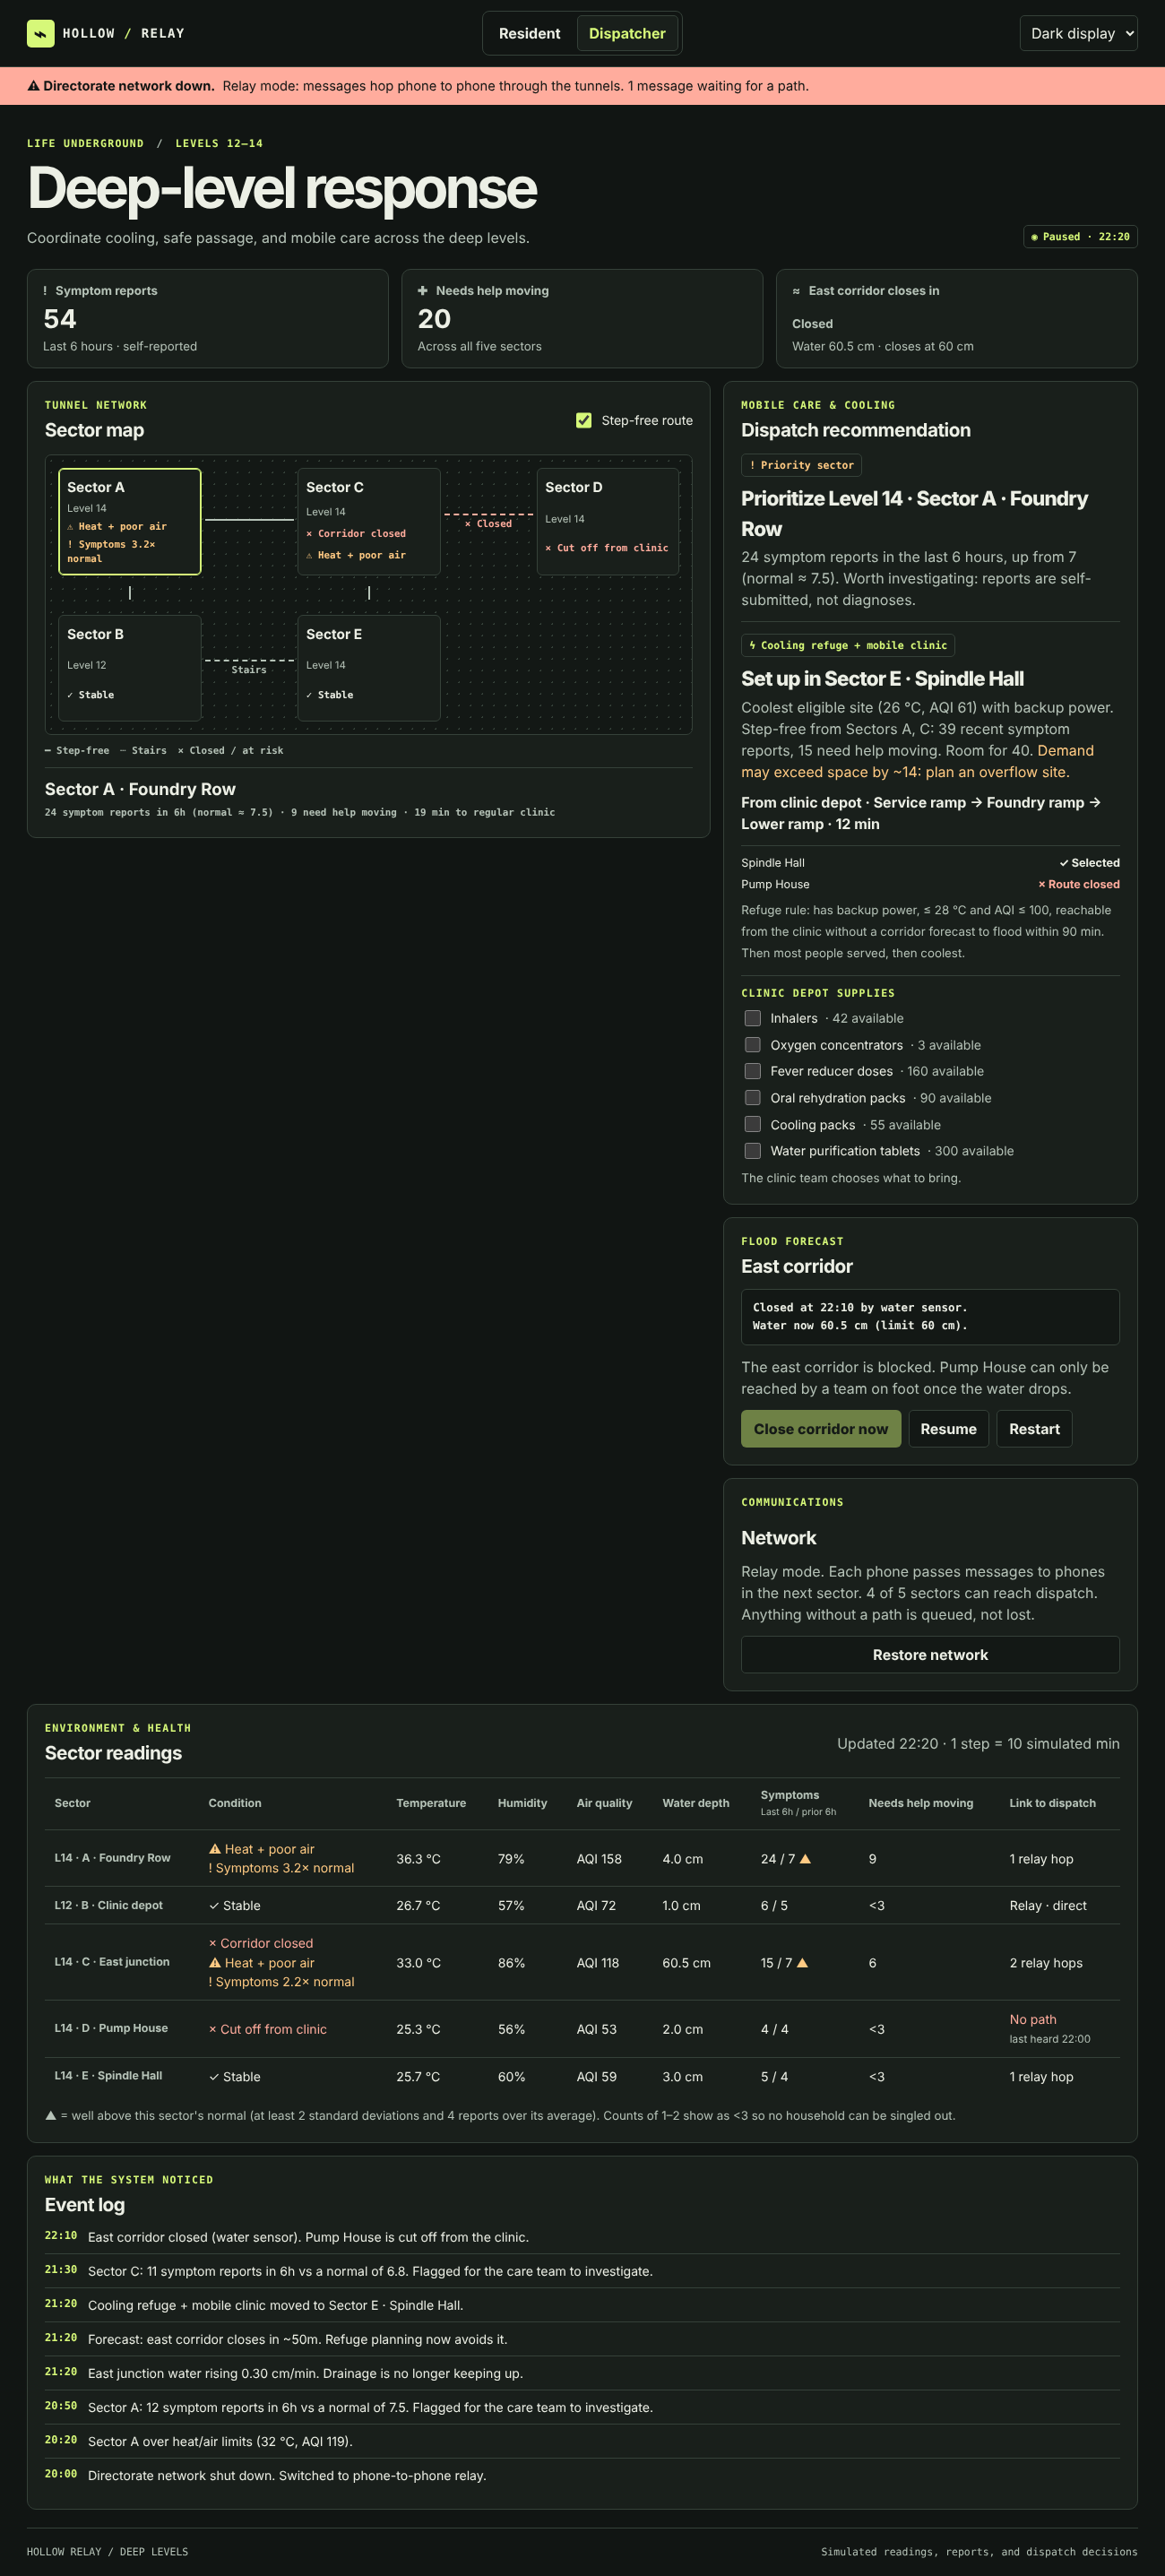 HOLLOW / RELAY
Resident
Dispatcher
Dark display
⚠ Directorate network down. Relay mode: messages hop phone to phone through the tunnels. 1 message waiting for a path.
LIFE UNDERGROUND / LEVELS 12–14
Deep-level response
Coordinate cooling, safe passage, and mobile care across the deep levels.
◉ Paused · 22:20
! Symptom reports
54
Last 6 hours · self-reported
✚ Needs help moving
20
Across all five sectors
≈ East corridor closes in
Closed
Water 60.5 cm · closes at 60 cm
TUNNEL NETWORK
Sector map
Step-free route
Sector A
Level 14
⚠ Heat + poor air
! Symptoms 3.2×
normal
Sector C
Level 14
× Corridor closed
⚠ Heat + poor air
× Closed
Sector D
Level 14
× Cut off from clinic
Sector B
Level 12
✓ Stable
Stairs
Sector E
Level 14
✓ Stable
━ Step-free ┄ Stairs × Closed / at risk
Sector A · Foundry Row
24 symptom reports in 6h (normal ≈ 7.5) · 9 need help moving · 19 min to regular clinic
MOBILE CARE & COOLING
Dispatch recommendation
! Priority sector
Prioritize Level 14 · Sector A · Foundry
Row
24 symptom reports in the last 6 hours, up from 7
(normal ≈ 7.5). Worth investigating: reports are self-
submitted, not diagnoses.
ϟ Cooling refuge + mobile clinic
Set up in Sector E · Spindle Hall
Coolest eligible site (26 °C, AQI 61) with backup power.
Step-free from Sectors A, C: 39 recent symptom
reports, 15 need help moving. Room for 40. Demand
may exceed space by ~14: plan an overflow site.
From clinic depot · Service ramp → Foundry ramp →
Lower ramp · 12 min
Spindle Hall
✓ Selected
Pump House
× Route closed
Refuge rule: has backup power, ≤ 28 °C and AQI ≤ 100, reachable
from the clinic without a corridor forecast to flood within 90 min.
Then most people served, then coolest.
CLINIC DEPOT SUPPLIES
Inhalers · 42 available
Oxygen concentrators · 3 available
Fever reducer doses · 160 available
Oral rehydration packs · 90 available
Cooling packs · 55 available
Water purification tablets · 300 available
The clinic team chooses what to bring.
FLOOD FORECAST
East corridor
Closed at 22:10 by water sensor.
Water now 60.5 cm (limit 60 cm).
The east corridor is blocked. Pump House can only be
reached by a team on foot once the water drops.
Close corridor now
Resume
Restart
COMMUNICATIONS
Network
Relay mode. Each phone passes messages to phones
in the next sector. 4 of 5 sectors can reach dispatch.
Anything without a path is queued, not lost.
Restore network
ENVIRONMENT & HEALTH
Sector readings
Updated 22:20 · 1 step = 10 simulated min
Sector Condition Temperature Humidity Air quality Water depth Symptoms Needs help moving Link to dispatch
Last 6h / prior 6h
L14 · A · Foundry Row ⚠ Heat + poor air 36.3 °C 79% AQI 158 4.0 cm 24 / 7 ▲ 9 1 relay hop
! Symptoms 3.2× normal
L12 · B · Clinic depot ✓ Stable 26.7 °C 57% AQI 72 1.0 cm 6 / 5 <3 Relay · direct
× Corridor closed
L14 · C · East junction ⚠ Heat + poor air 33.0 °C 86% AQI 118 60.5 cm 15 / 7 ▲ 6 2 relay hops
! Symptoms 2.2× normal
L14 · D · Pump House × Cut off from clinic 25.3 °C 56% AQI 53 2.0 cm 4 / 4 <3 No path
last heard 22:00
L14 · E · Spindle Hall ✓ Stable 25.7 °C 60% AQI 59 3.0 cm 5 / 4 <3 1 relay hop
▲ = well above this sector's normal (at least 2 standard deviations and 4 reports over its average). Counts of 1–2 show as <3 so no household can be singled out.
WHAT THE SYSTEM NOTICED
Event log
22:10 East corridor closed (water sensor). Pump House is cut off from the clinic.
21:30 Sector C: 11 symptom reports in 6h vs a normal of 6.8. Flagged for the care team to investigate.
21:20 Cooling refuge + mobile clinic moved to Sector E · Spindle Hall.
21:20 Forecast: east corridor closes in ~50m. Refuge planning now avoids it.
21:20 East junction water rising 0.30 cm/min. Drainage is no longer keeping up.
20:50 Sector A: 12 symptom reports in 6h vs a normal of 7.5. Flagged for the care team to investigate.
20:20 Sector A over heat/air limits (32 °C, AQI 119).
20:00 Directorate network shut down. Switched to phone-to-phone relay.
HOLLOW RELAY / DEEP LEVELS
Simulated readings, reports, and dispatch decisions